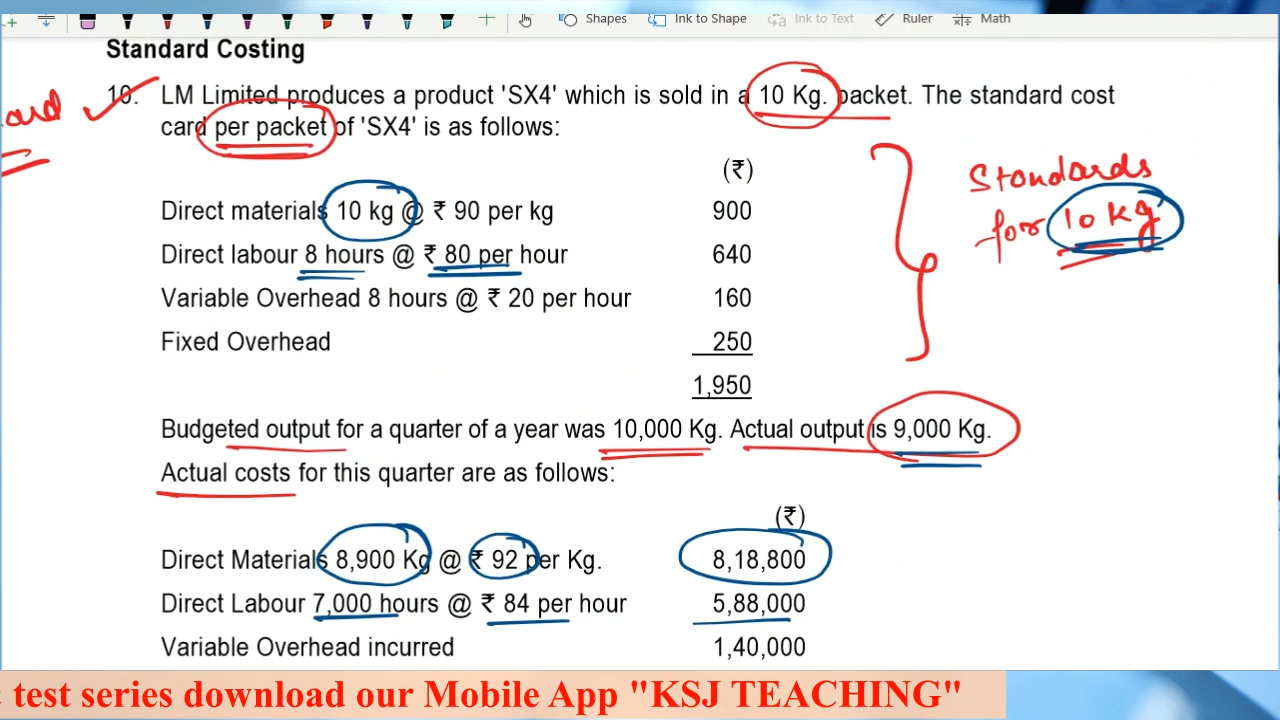 Shapes Ink to Shape Ink to Text Ruler Math
Standard Costing
10. LM Limited produces a product 'SX4' which is sold in a 10 Kg. packet. The standard cost
card per packet of 'SX4' is as follows:
(₹)
Direct materials 10 kg @ ₹ 90 per kg 900
Direct labour 8 hours @ ₹ 80 per hour 640
Variable Overhead 8 hours @ ₹ 20 per hour 160
Fixed Overhead 250
1,950
Standards
for 10 kg
Budgeted output for a quarter of a year was 10,000 Kg. Actual output is 9,000 Kg.
Actual costs for this quarter are as follows:
(₹)
Direct Materials 8,900 Kg @ ₹ 92 per Kg. 8,18,800
Direct Labour 7,000 hours @ ₹ 84 per hour 5,88,000
Variable Overhead incurred 1,40,000
test series download our Mobile App "KSJ TEACHING"